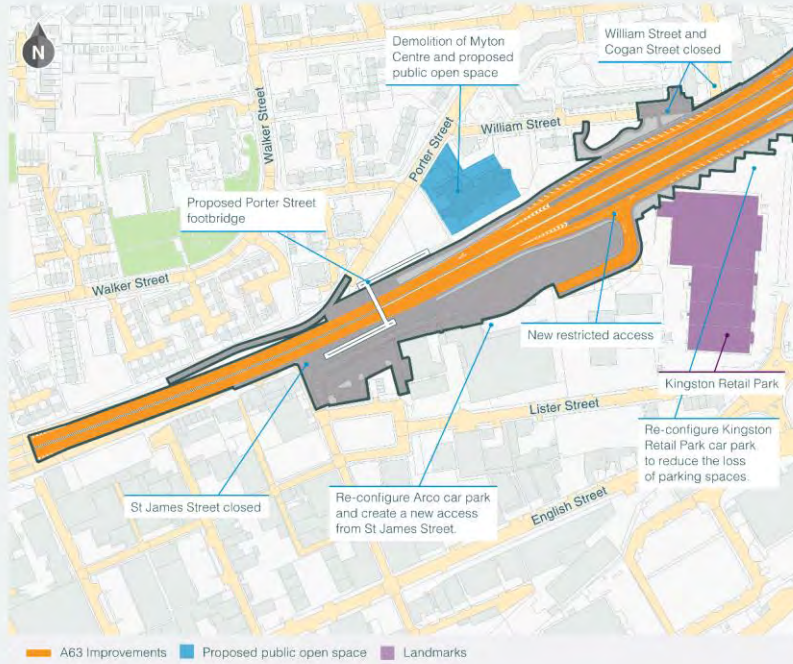 N
Demolition of Myton
Centre and proposed
public open space
William Street and
Cogan Street closed
Walker Street
Porter Street
William Street
Proposed Porter Street
footbridge
Walker Street
New restricted access
Kingston Retail Park
Lister Street
Re-configure Kingston
Retail Park car park
to reduce the loss
of parking spaces.
St James Street closed
Re-configure Arco car park
and create a new access
from St James Street.
English Street
A63 Improvements
Proposed public open space
Landmarks